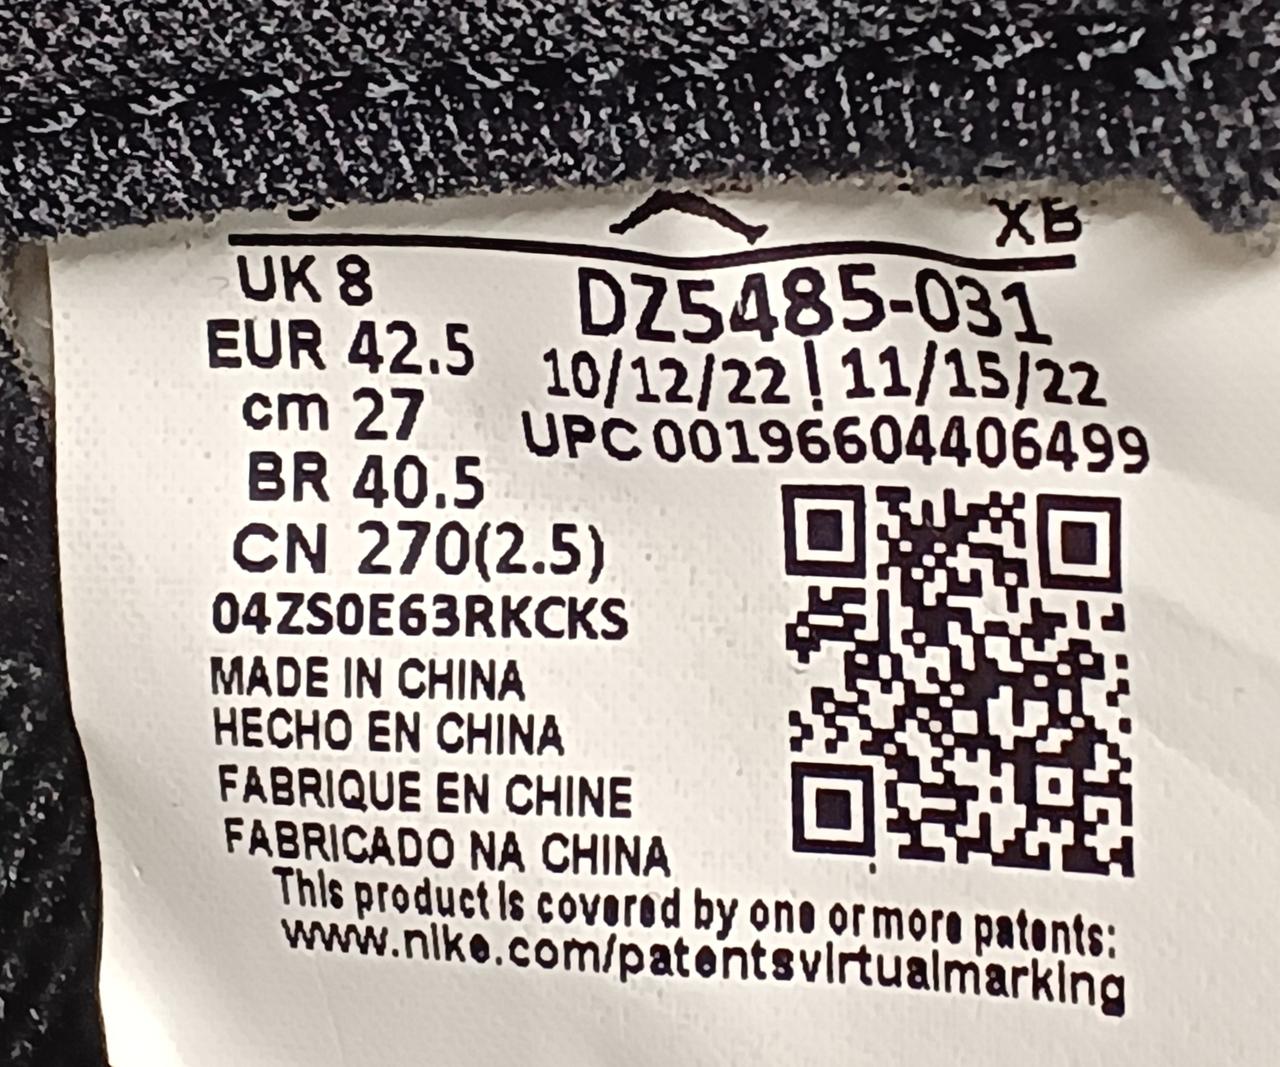 XB
UK 8
DZ5485-031
EUR 42.5
10/12/22 | 11/15/22
cm 27
UPC 00196604406499
BR 40.5
CN 270(2.5)
04ZS0E63RKCKS
MADE IN CHINA
HECHO EN CHINA
FABRIQUE EN CHINE
FABRICADO NA CHINA
This product is covered by one or more patents:
www.nike.com/patentsvirtualmarking